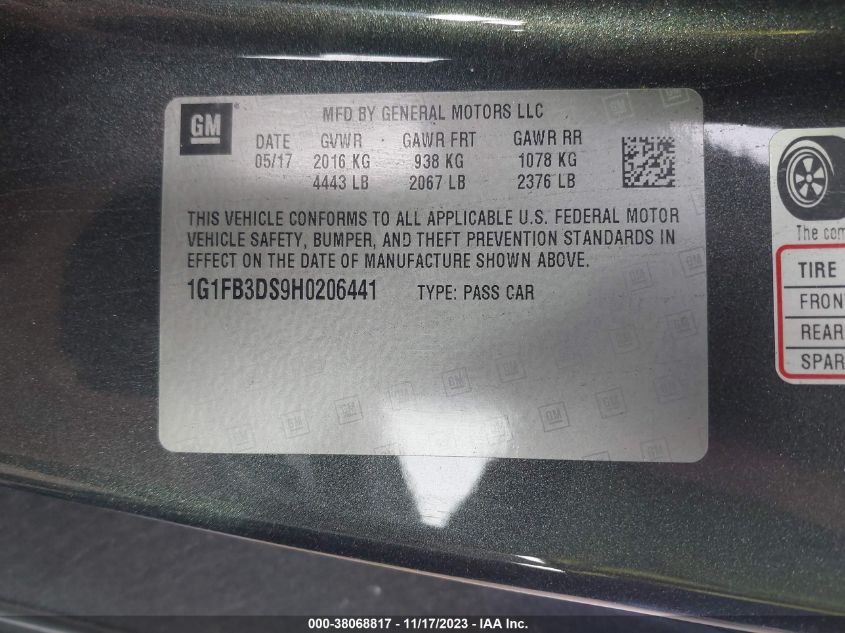 GM
MFD BY GENERAL MOTORS LLC
DATE GVWR GAWR FRT GAWR RR
05/17 2016 KG 938 KG 1078 KG
4443 LB 2067 LB 2376 LB
THIS VEHICLE CONFORMS TO ALL APPLICABLE U.S. FEDERAL MOTOR
VEHICLE SAFETY, BUMPER, AND THEFT PREVENTION STANDARDS IN
EFFECT ON THE DATE OF MANUFACTURE SHOWN ABOVE.
1G1FB3DS9H0206441 TYPE: PASS CAR
The com
TIRE
FRON
REAR
SPAR
000-38068817 - 11/17/2023 - IAA Inc.